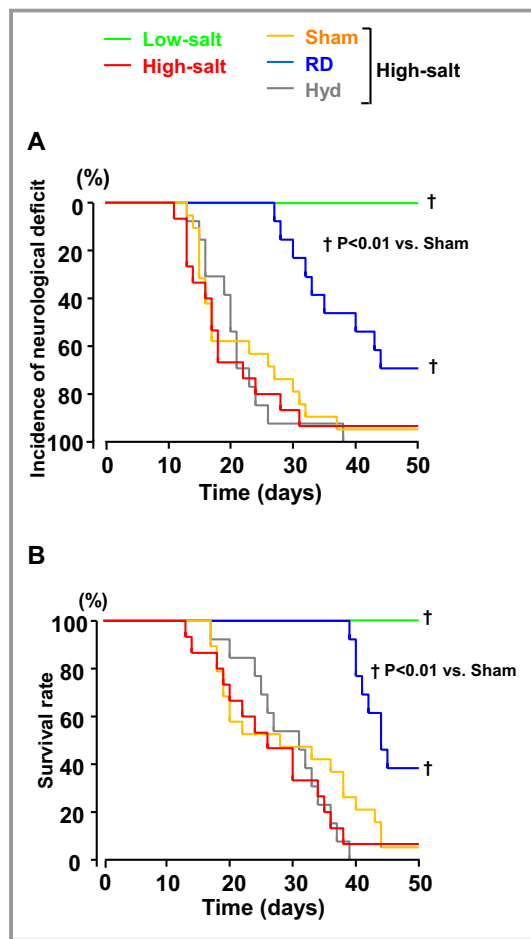 Low-salt
High-salt
Sham
RD
Hyd
High-salt
A
(%)
Incidence of neurological deficit
0
20
40
60
80
100
†
† P<0.01 vs. Sham
†
0 10 20 30 40 50
Time (days)
B
(%)
Survival rate
100
80
60
40
20
0
†
† P<0.01 vs. Sham
†
0 10 20 30 40 50
Time (days)